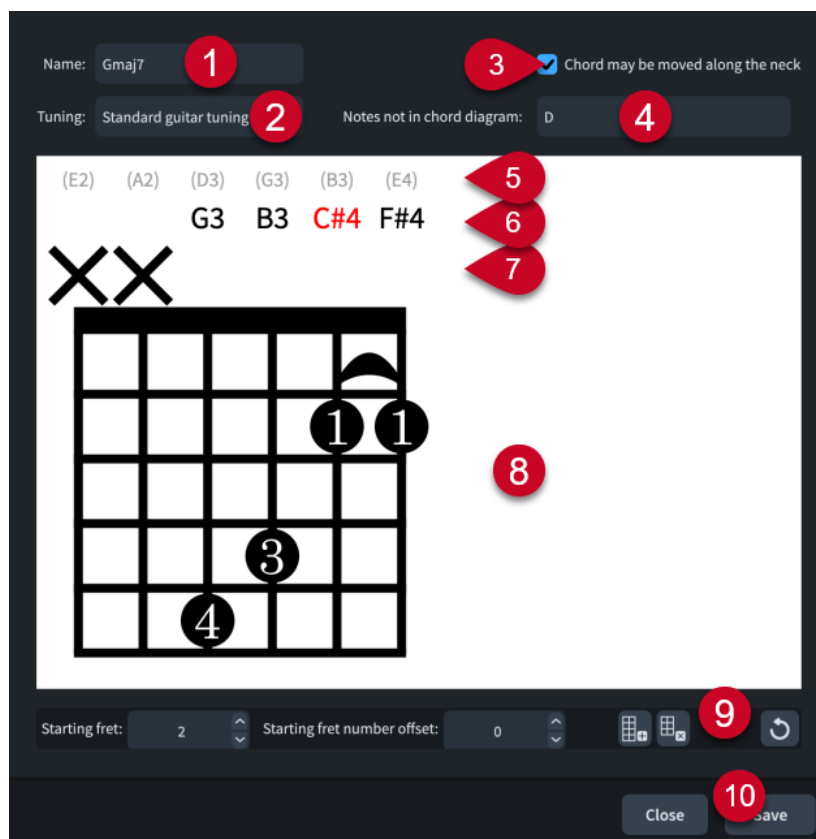 Name: Gmaj7 1 3 Chord may be moved along the neck
Tuning: Standard guitar tuning 2 Notes not in chord diagram: D 4
(E2) (A2) (D3) (G3) (B3) (E4) 5
G3 B3 C#4 F#4 6
7
1 1
8
3
4
Starting fret: 2 Starting fret number offset: 0 9
10
Close Save